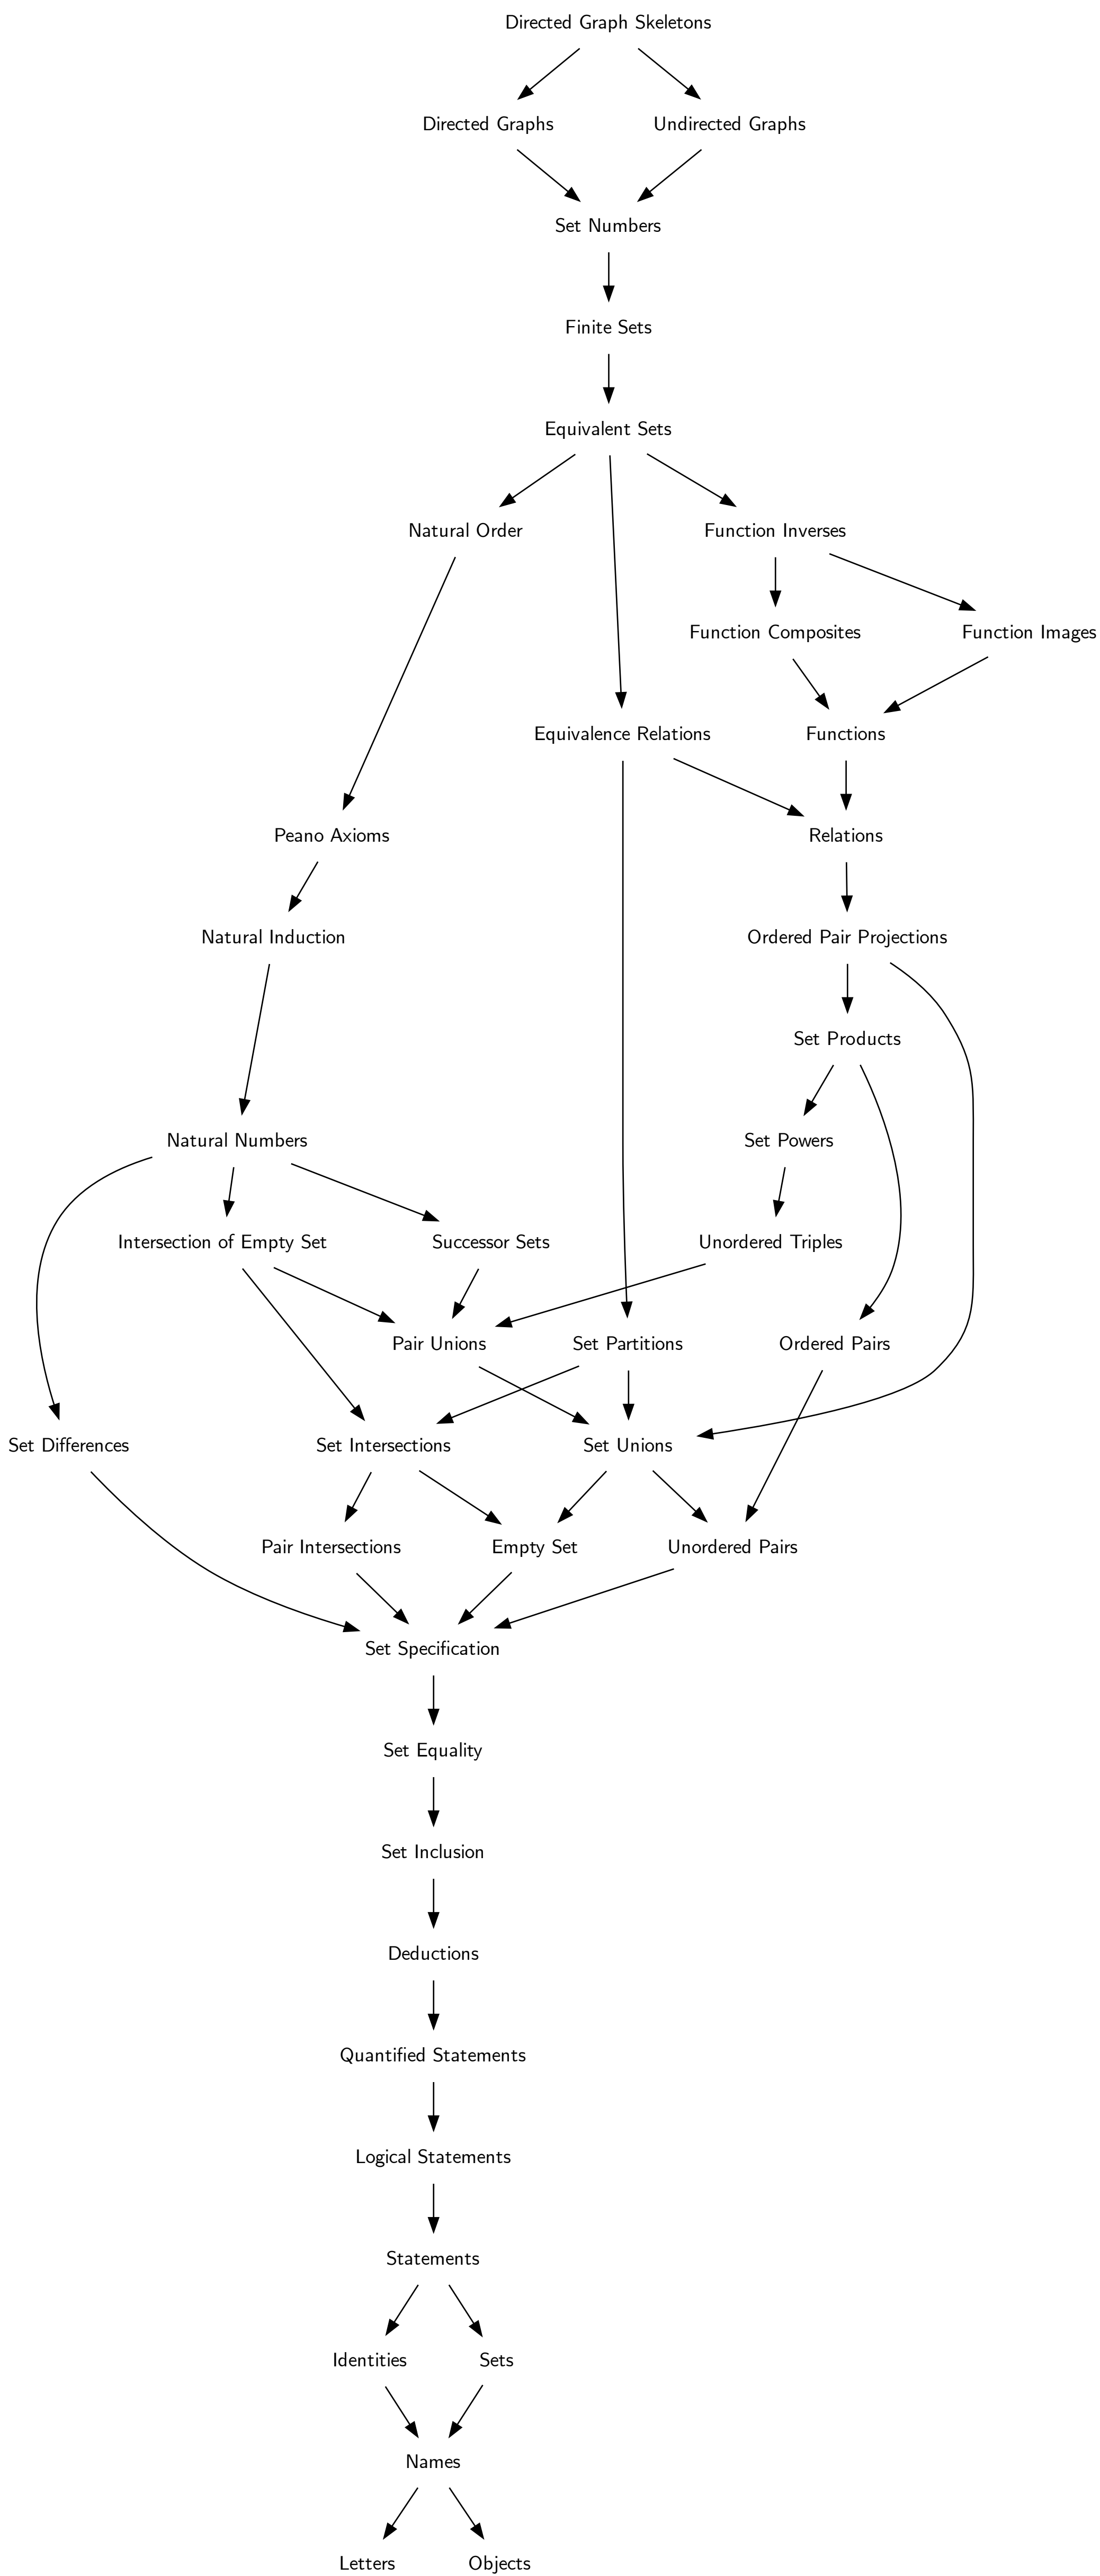 Directed Graph Skeletons
Directed Graphs
Undirected Graphs
Set Numbers
Finite Sets
Equivalent Sets
Natural Order
Function Inverses
Function Composites
Function Images
Equivalence Relations
Functions
Peano Axioms
Relations
Natural Induction
Ordered Pair Projections
Set Products
Natural Numbers
Set Powers
Intersection of Empty Set
Successor Sets
Unordered Triples
Pair Unions
Set Partitions
Ordered Pairs
Set Differences
Set Intersections
Set Unions
Pair Intersections
Empty Set
Unordered Pairs
Set Specification
Set Equality
Set Inclusion
Deductions
Quantified Statements
Logical Statements
Statements
Identities
Sets
Names
Letters
Objects